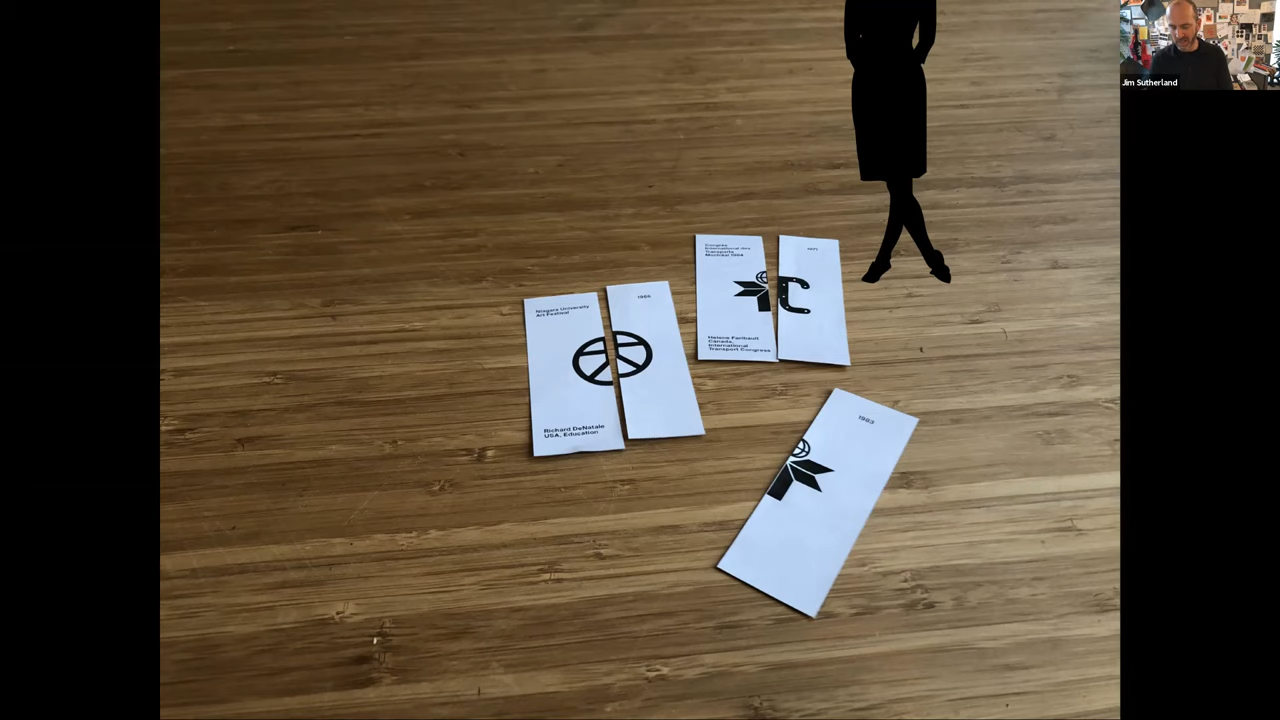 Jim Sutherland
Congrès
International des
Transports
Montréal 1984
1971
Helene Faribault
Canada,
International
Transport Congress
Niagara University
Art Festival
1966
Richard DeNatale
USA, Education
1983